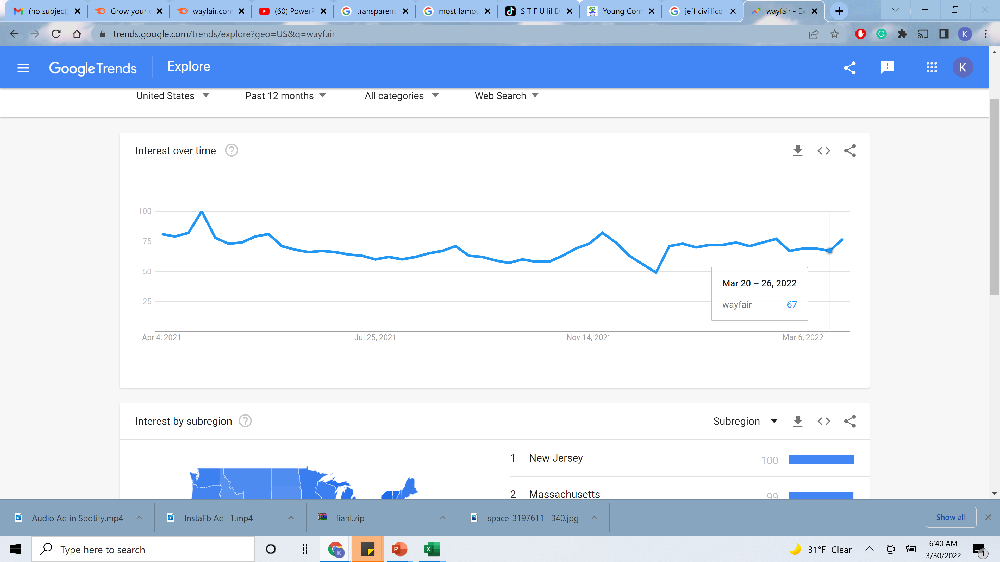 (no subject)
Grow your
wayfair.com
(60) PowerP
transparent
most famou
S T F U lil D
Young Com
jeff civillico
wayfair - Ex
trends.google.com/trends/explore?geo=US&q=wayfair
K
Google Trends
Explore
K
United States
Past 12 months
All categories
Web Search
Interest over time
100
75
50
25
Mar 20 – 26, 2022
wayfair 67
Apr 4, 2021
Jul 25, 2021
Nov 14, 2021
Mar 6, 2022
Interest by subregion
Subregion
1 New Jersey 100
2 Massachusetts 99
Audio Ad in Spotify.mp4
InstaFb Ad -1.mp4
fianl.zip
space-3197611__340.jpg
Show all
Type here to search
K
P
X
31°F Clear
6:40 AM
3/30/2022
1